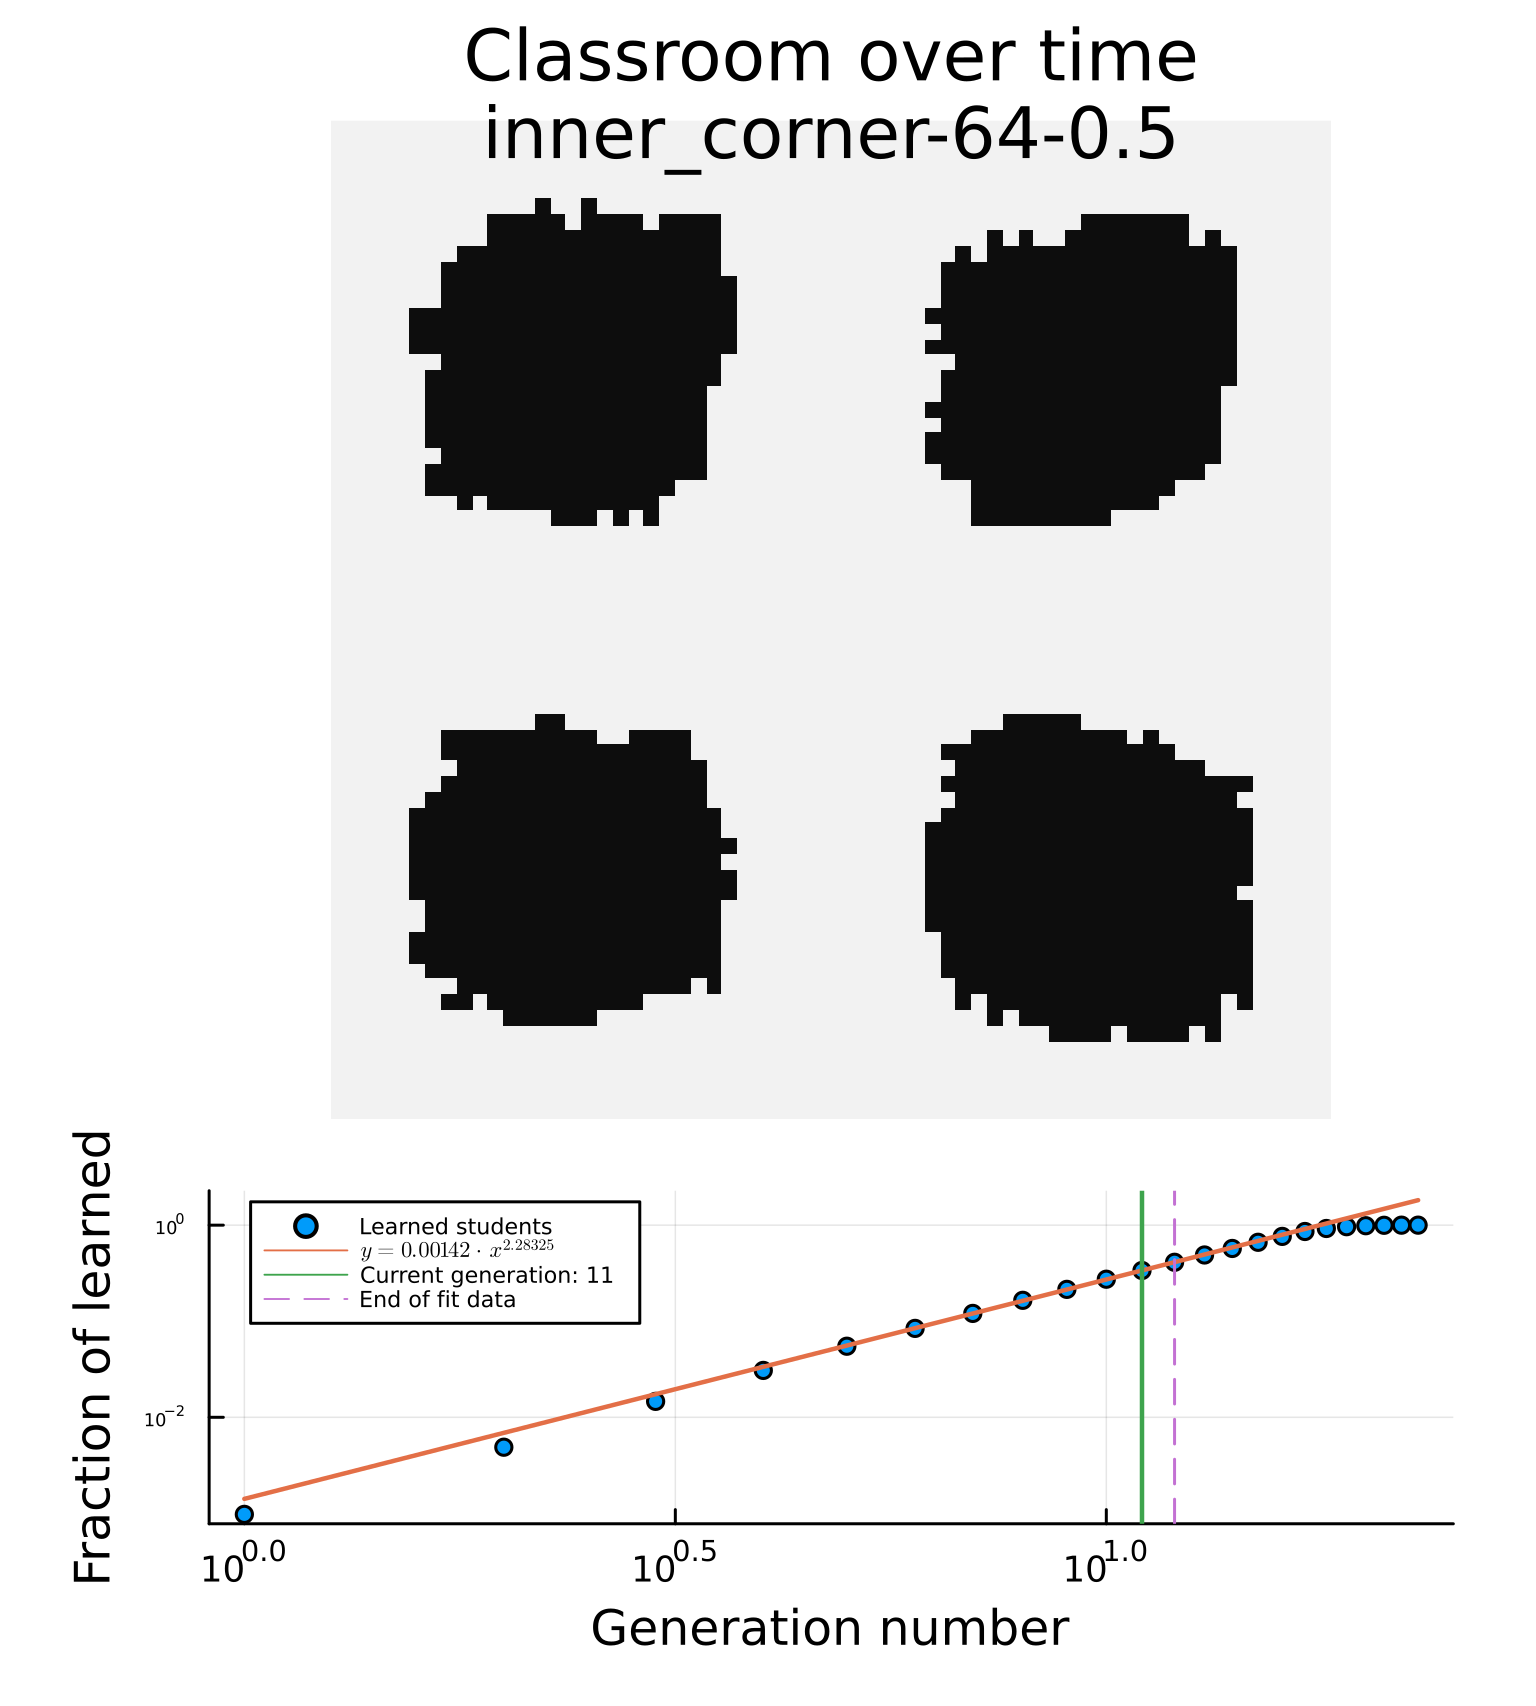 Classroom over time
inner_corner-64-0.5
Fraction of learned
10^0
10^-2
Learned students
y = 0.00142 · x^2.28325
Current generation: 11
End of fit data
10^0.0
10^0.5
10^1.0
Generation number